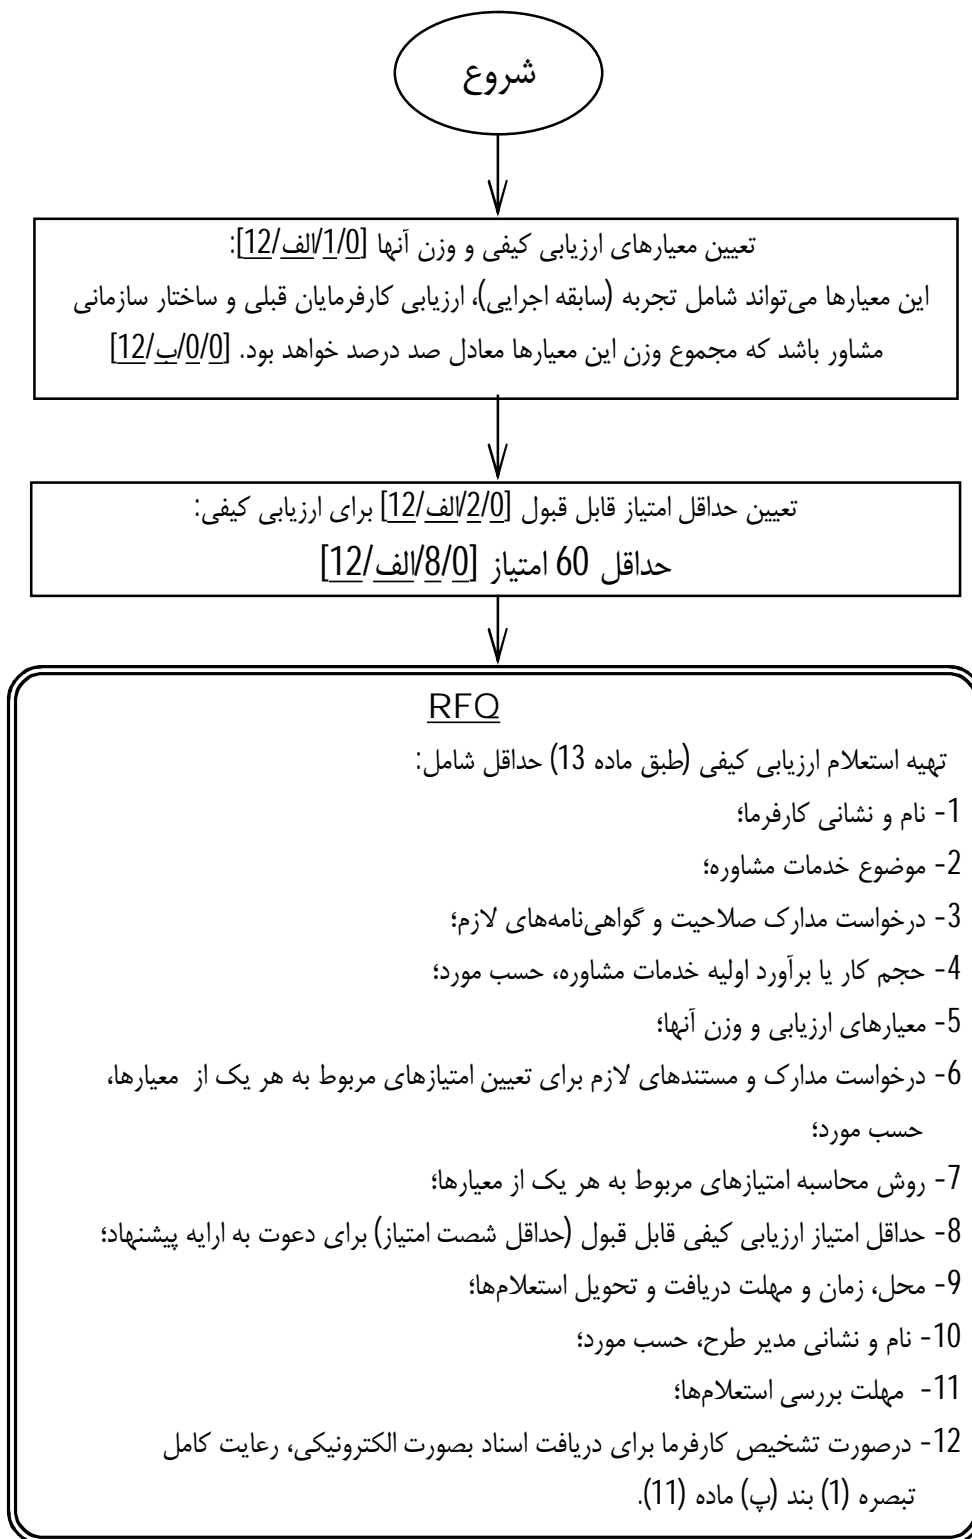 شروع
تعیین معیارهای ارزیابی کیفی و وزن آنها [12/الف/1/0]:
این معیارها می‌تواند شامل تجربه (سابقه اجرایی)، ارزیابی کارفرمایان قبلی و ساختار سازمانی
مشاور باشد که مجموع وزن این معیارها معادل صد درصد خواهد بود. [12/ب/0/0]
تعیین حداقل امتیاز قابل قبول [12/الف/2/0] برای ارزیابی کیفی:
حداقل 60 امتیاز [12/الف/8/0]
RFQ
تهیه استعلام ارزیابی کیفی (طبق ماده 13) حداقل شامل:
1- نام و نشانی کارفرما؛
2- موضوع خدمات مشاوره؛
3- درخواست مدارک صلاحیت و گواهی‌نامه‌های لازم؛
4- حجم کار یا برآورد اولیه خدمات مشاوره، حسب مورد؛
5- معیارهای ارزیابی و وزن آنها؛
6- درخواست مدارک و مستندهای لازم برای تعیین امتیازهای مربوط به هر یک از معیارها،
حسب مورد؛
7- روش محاسبه امتیازهای مربوط به هر یک از معیارها؛
8- حداقل امتیاز ارزیابی کیفی قابل قبول (حداقل شصت امتیاز) برای دعوت به ارایه پیشنهاد؛
9- محل، زمان و مهلت دریافت و تحویل استعلام‌ها؛
10- نام و نشانی مدیر طرح، حسب مورد؛
11- مهلت بررسی استعلام‌ها؛
12- درصورت تشخیص کارفرما برای دریافت اسناد بصورت الکترونیکی، رعایت کامل
تبصره (1) بند (پ) ماده (11).